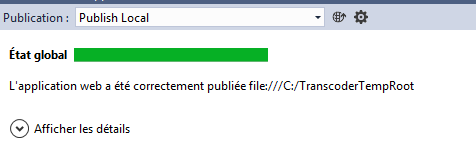 Publication : Publish Local
État global
L'application web a été correctement publiée file:///C:/TranscoderTempRoot
Afficher les détails